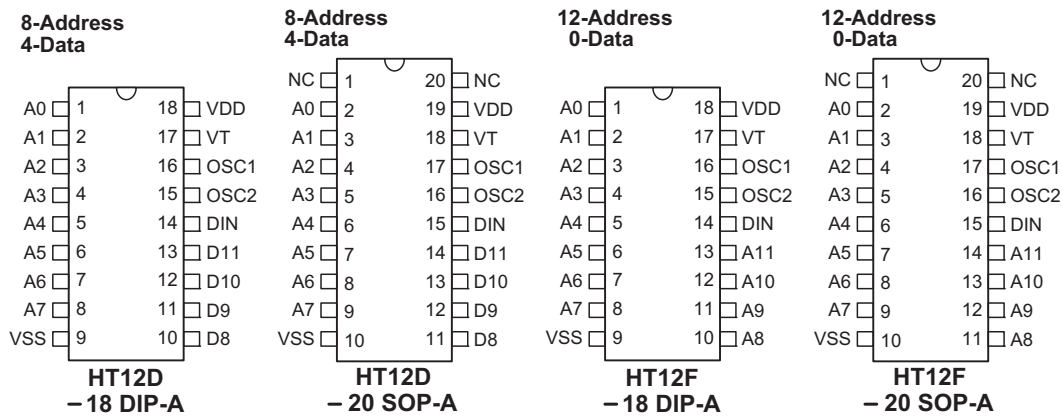 8-Address
4-Data
A0 1 18 VDD
A1 2 17 VT
A2 3 16 OSC1
A3 4 15 OSC2
A4 5 14 DIN
A5 6 13 D11
A6 7 12 D10
A7 8 11 D9
VSS 9 10 D8
HT12D
– 18 DIP-A
8-Address
4-Data
NC 1 20 NC
A0 2 19 VDD
A1 3 18 VT
A2 4 17 OSC1
A3 5 16 OSC2
A4 6 15 DIN
A5 7 14 D11
A6 8 13 D10
A7 9 12 D9
VSS 10 11 D8
HT12D
– 20 SOP-A
12-Address
0-Data
A0 1 18 VDD
A1 2 17 VT
A2 3 16 OSC1
A3 4 15 OSC2
A4 5 14 DIN
A5 6 13 A11
A6 7 12 A10
A7 8 11 A9
VSS 9 10 A8
HT12F
– 18 DIP-A
12-Address
0-Data
NC 1 20 NC
A0 2 19 VDD
A1 3 18 VT
A2 4 17 OSC1
A3 5 16 OSC2
A4 6 15 DIN
A5 7 14 A11
A6 8 13 A10
A7 9 12 A9
VSS 10 11 A8
HT12F
– 20 SOP-A